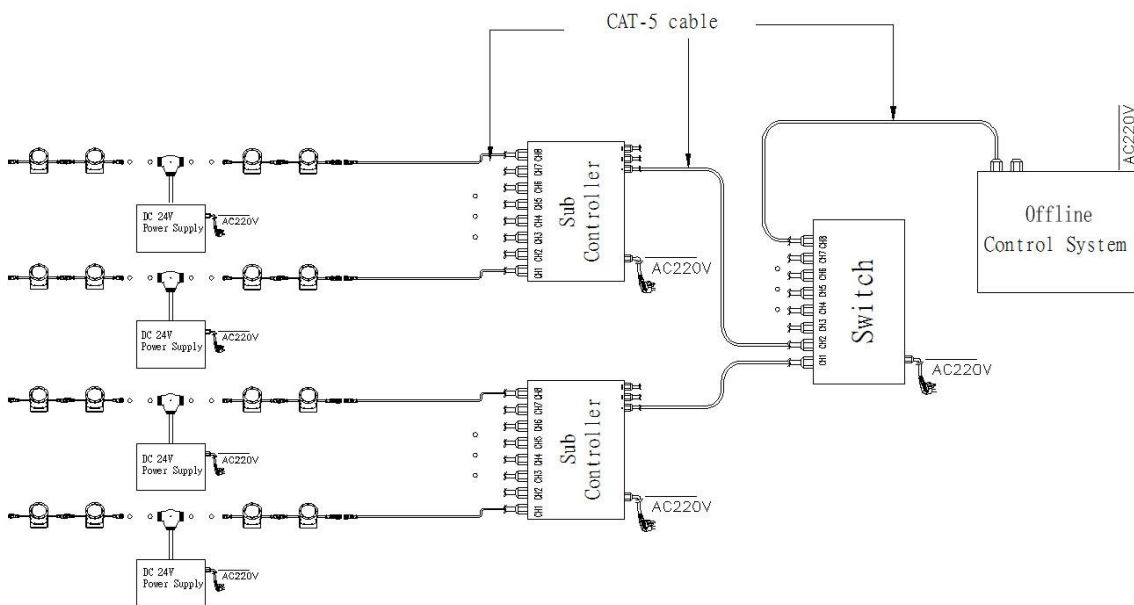 CAT-5 cable
AC220V
Offline
Control System
CH8
CH7
CH6
CH5
CH4
CH3
CH2
CH1
Sub
Controller
AC220V
CH8
CH7
CH6
CH5
CH4
CH3
CH2
CH1
Switch
AC220V
DC 24V
Power Supply
AC220V
DC 24V
Power Supply
AC220V
CH8
CH7
CH6
CH5
CH4
CH3
CH2
CH1
Sub
Controller
AC220V
DC 24V
Power Supply
AC220V
DC 24V
Power Supply
AC220V